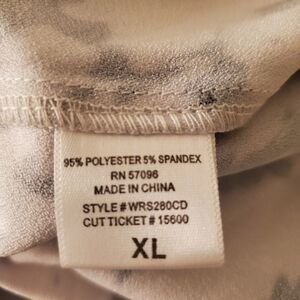 95% POLYESTER 5% SPANDEX
RN 57096
MADE IN CHINA
STYLE # WRS280CD
CUT TICKET # 15600
XL